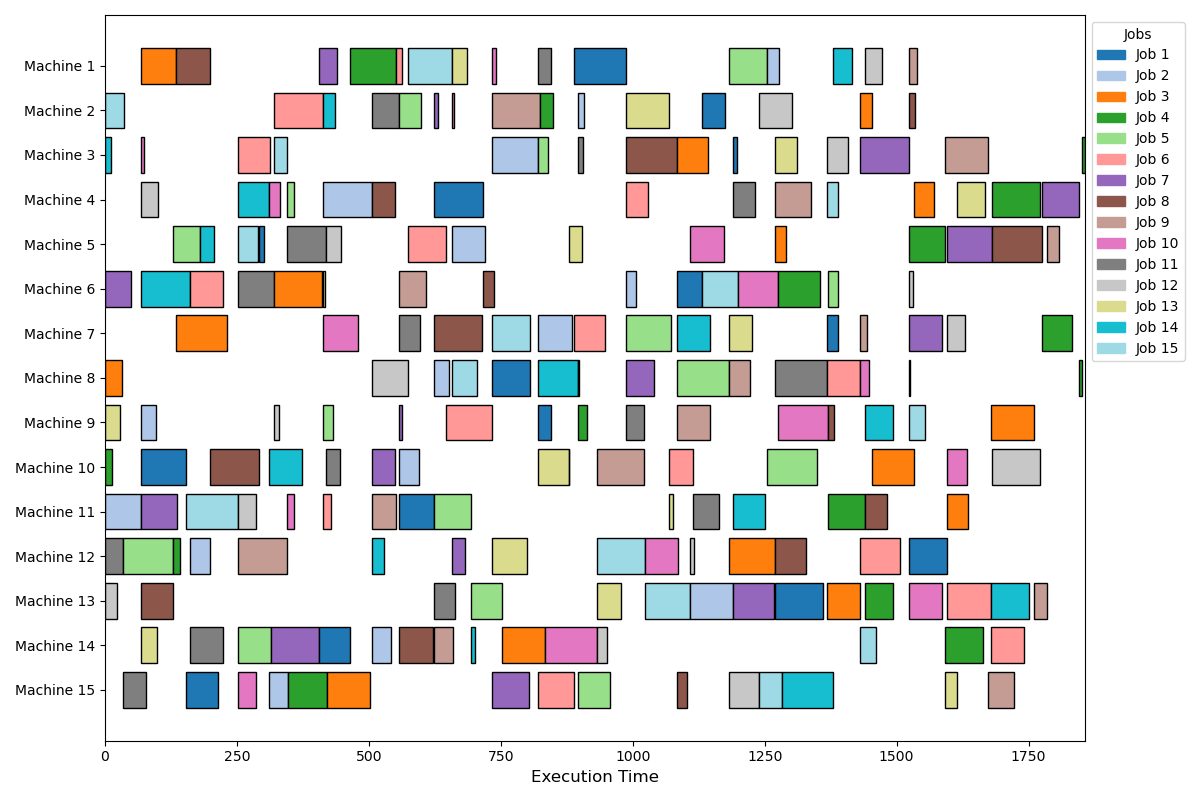 Machine 1
Machine 2
Machine 3
Machine 4
Machine 5
Machine 6
Machine 7
Machine 8
Machine 9
Machine 10
Machine 11
Machine 12
Machine 13
Machine 14
Machine 15
0 250 500 750 1000 1250 1500 1750
Execution Time
Jobs
Job 1
Job 2
Job 3
Job 4
Job 5
Job 6
Job 7
Job 8
Job 9
Job 10
Job 11
Job 12
Job 13
Job 14
Job 15